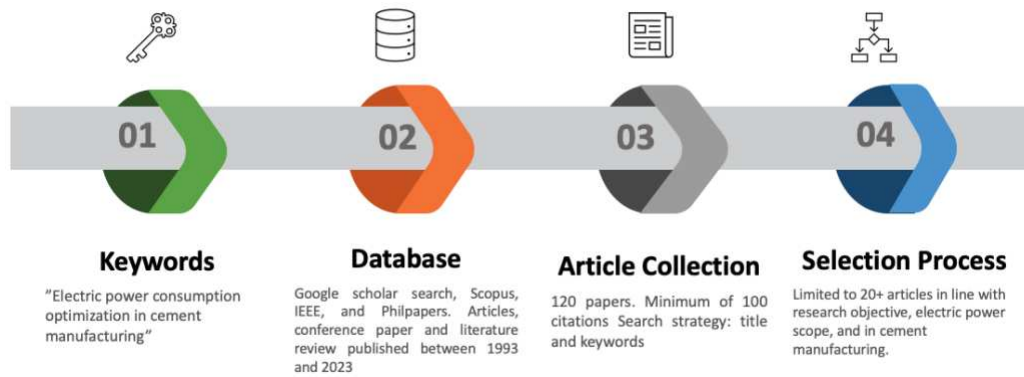 01
02
03
04
Keywords
"Electric power consumption
optimization in cement
manufacturing"
Database
Google scholar search, Scopus,
IEEE, and Philpapers. Articles,
conference paper and literature
review published between 1993
and 2023
Article Collection
120 papers. Minimum of 100
citations Search strategy: title
and keywords
Selection Process
Limited to 20+ articles in line with
research objective, electric power
scope, and in cement
manufacturing.